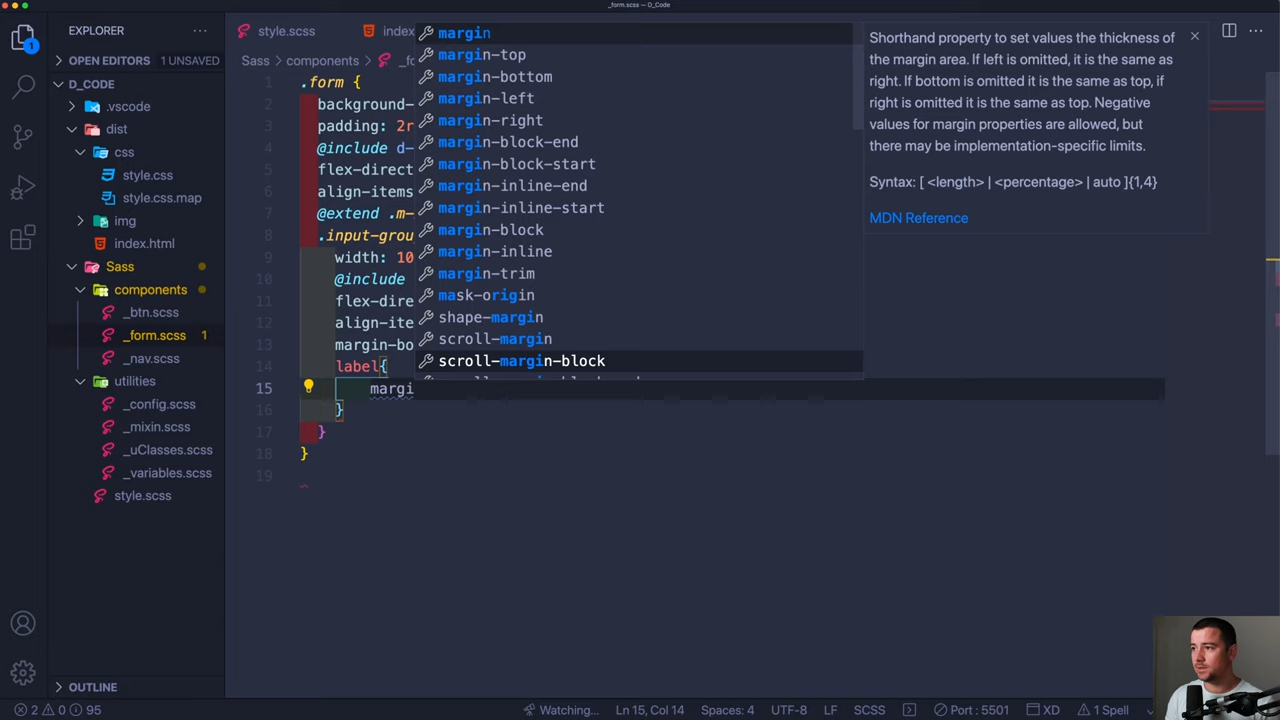 _form.scss — D_Code
EXPLORER
OPEN EDITORS 1 UNSAVED
D_CODE
.vscode
dist
css
style.css
style.css.map
img
index.html
Sass
components
_btn.scss
_form.scss 1
_nav.scss
utilities
_config.scss
_mixin.scss
_uClasses.scss
_variables.scss
style.scss
OUTLINE
style.scss
index
Sass components
1 .form {
2 background-
3 padding: 2r
4 @include d-
5 flex-direct
6 align-items
7 @extend .m-
8 .input-grou
9 width: 10
10 @include
11 flex-dire
12 align-ite
13 margin-bo
14 label{
15 margi
16 }
17 }
18 }
19
margin
margin-top
margin-bottom
margin-left
margin-right
margin-block-end
margin-block-start
margin-inline-end
margin-inline-start
margin-block
margin-inline
margin-trim
mask-origin
shape-margin
scroll-margin
scroll-margin-block
Shorthand property to set values the thickness of
the margin area. If left is omitted, it is the same as
right. If bottom is omitted it is the same as top, if
right is omitted it is the same as top. Negative
values for margin properties are allowed, but
there may be implementation-specific limits.
Syntax: [ <length> | <percentage> | auto ]{1,4}
MDN Reference
2 0 95
Watching... Ln 15, Col 14 Spaces: 4 UTF-8 LF SCSS Port : 5501 XD 1 Spell